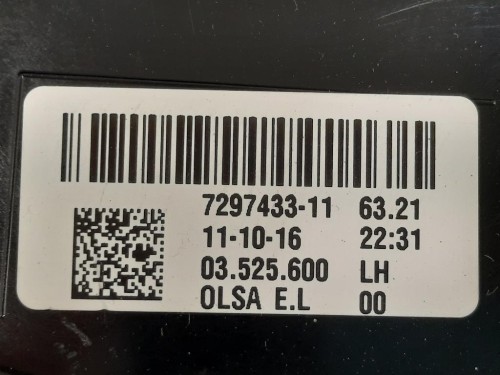 7297433-11 63.21
11-10-16 22:31
03.525.600 LH
OLSA E.L 00